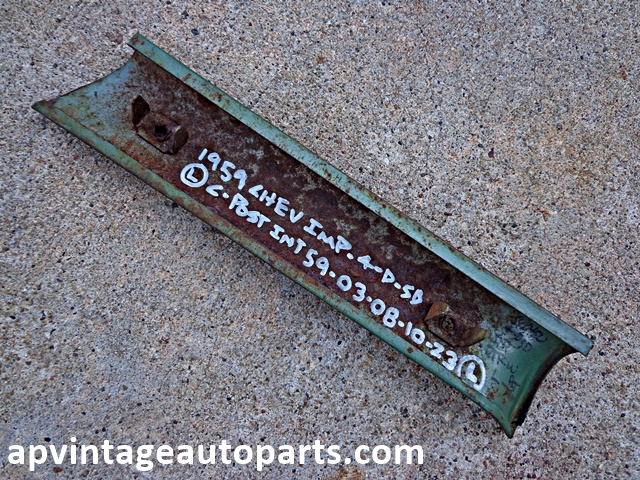 1959 CHEV IMP. 4-D-SD
(L) C-POST INT 59-03-08-10-23 (L)
apvintageautoparts.com